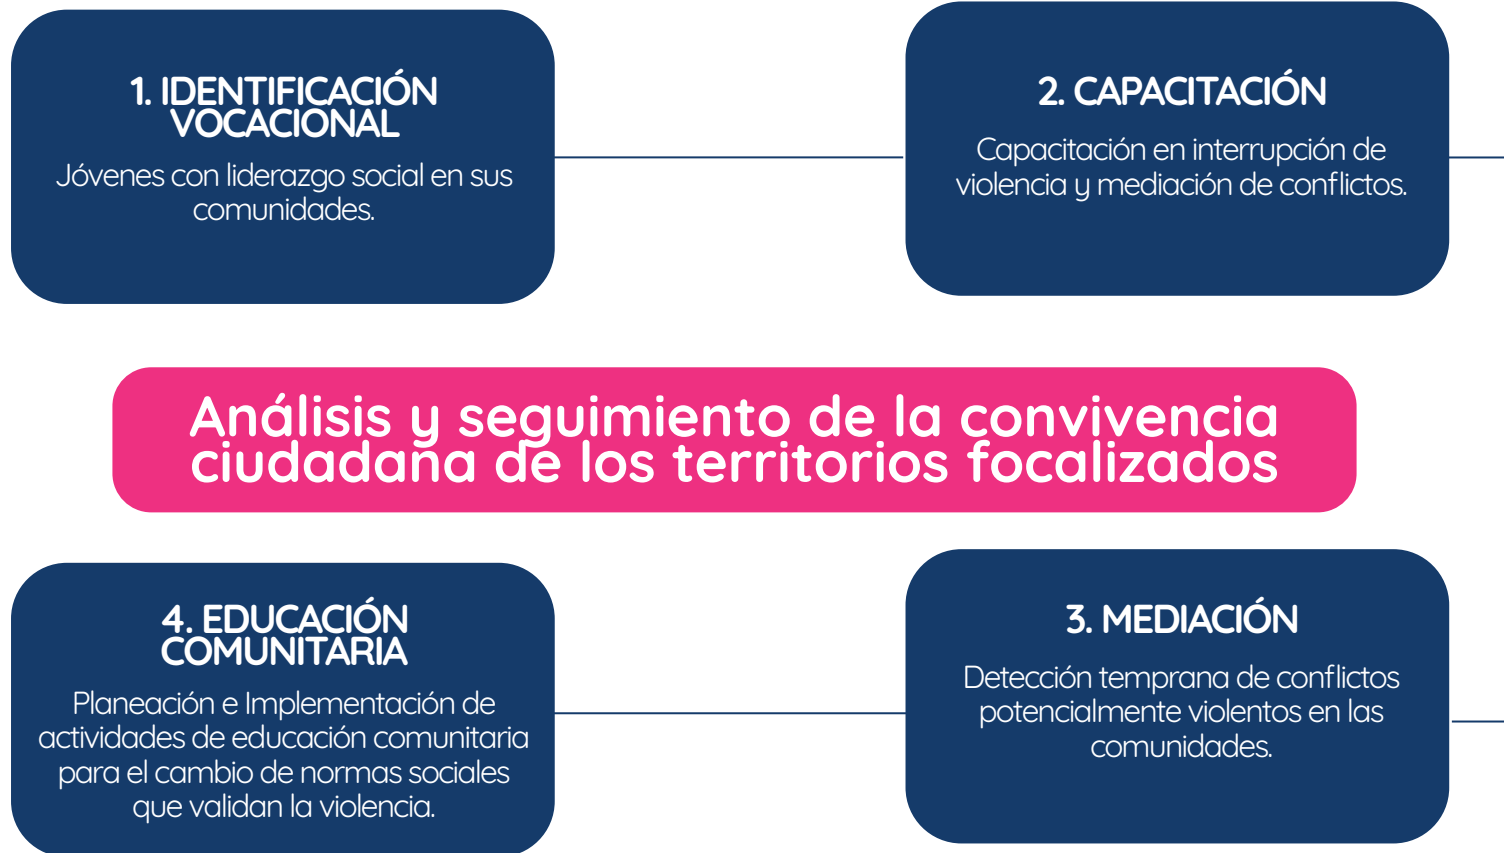 1. IDENTIFICACIÓN
VOCACIONAL
Jóvenes con liderazgo social en sus
comunidades.
2. CAPACITACIÓN
Capacitación en interrupción de
violencia y mediación de conflictos.
Análisis y seguimiento de la convivencia
ciudadana de los territorios focalizados
4. EDUCACIÓN
COMUNITARIA
Planeación e Implementación de
actividades de educación comunitaria
para el cambio de normas sociales
que validan la violencia.
3. MEDIACIÓN
Detección temprana de conflictos
potencialmente violentos en las
comunidades.